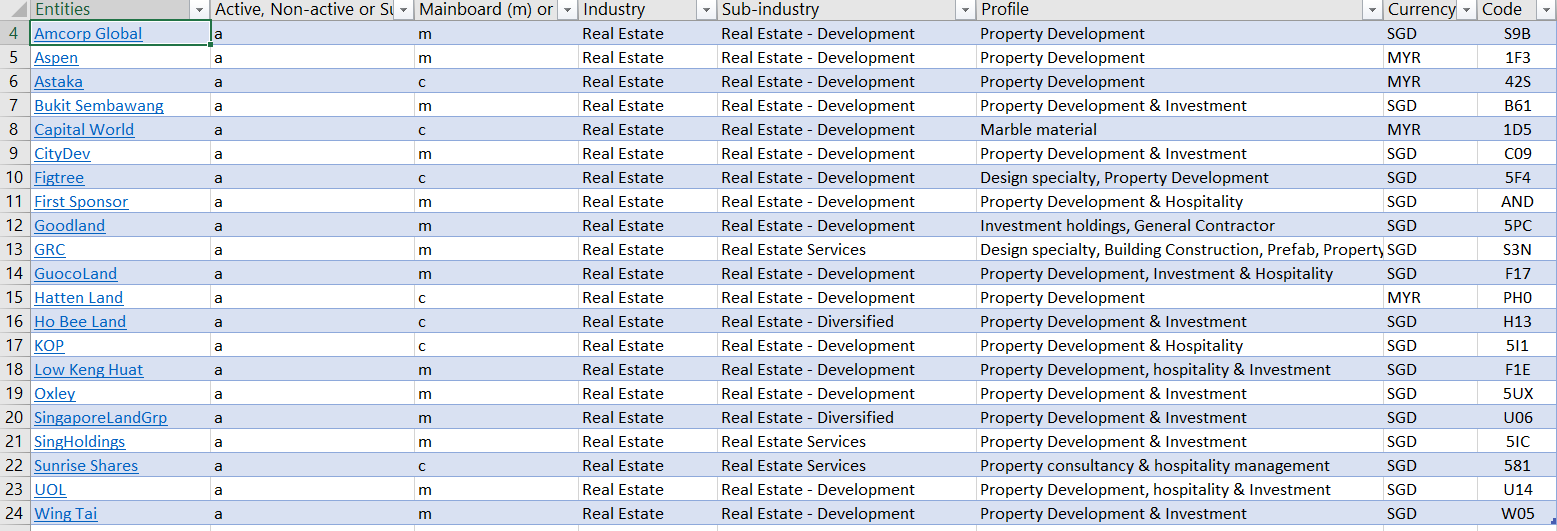 Entities Active, Non-active or Su Mainboard (m) or Industry Sub-industry Profile Currency Code
4 Amcorp Global a m Real Estate Real Estate - Development Property Development SGD S9B
5 Aspen a m Real Estate Real Estate - Development Property Development MYR 1F3
6 Astaka a c Real Estate Real Estate - Development Property Development MYR 42S
7 Bukit Sembawang a m Real Estate Real Estate - Development Property Development & Investment SGD B61
8 Capital World a c Real Estate Real Estate - Development Marble material MYR 1D5
9 CityDev a m Real Estate Real Estate - Development Property Development & Investment SGD C09
10 Figtree a c Real Estate Real Estate - Development Design specialty, Property Development SGD 5F4
11 First Sponsor a m Real Estate Real Estate - Development Property Development & Hospitality SGD AND
12 Goodland a m Real Estate Real Estate - Development Investment holdings, General Contractor SGD 5PC
13 GRC a m Real Estate Real Estate Services Design specialty, Building Construction, Prefab, Property SGD S3N
14 GuocoLand a m Real Estate Real Estate - Development Property Development, Investment & Hospitality SGD F17
15 Hatten Land a c Real Estate Real Estate - Development Property Development MYR PH0
16 Ho Bee Land a c Real Estate Real Estate - Diversified Property Development & Investment SGD H13
17 KOP a c Real Estate Real Estate - Development Property Development & Hospitality SGD 5I1
18 Low Keng Huat a m Real Estate Real Estate - Development Property Development, hospitality & Investment SGD F1E
19 Oxley a m Real Estate Real Estate - Development Property Development & Investment SGD 5UX
20 SingaporeLandGrp a m Real Estate Real Estate - Diversified Property Development & Investment SGD U06
21 SingHoldings a m Real Estate Real Estate Services Property Development & Investment SGD 5IC
22 Sunrise Shares a c Real Estate Real Estate Services Property consultancy & hospitality management SGD 581
23 UOL a m Real Estate Real Estate - Development Property Development, hospitality & Investment SGD U14
24 Wing Tai a m Real Estate Real Estate - Development Property Development & Investment SGD W05